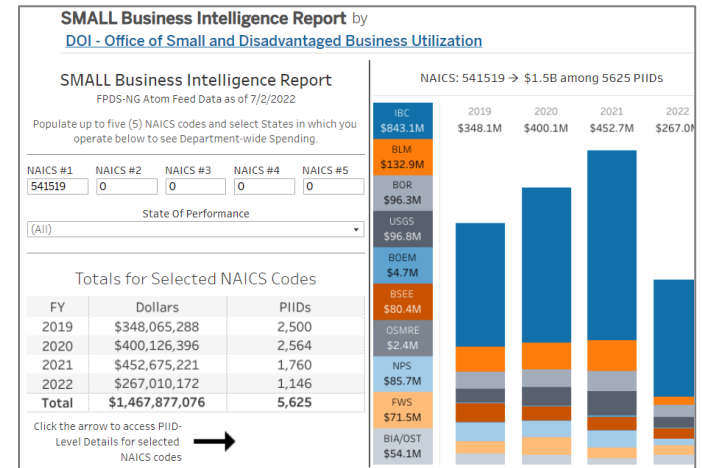 SMALL Business Intelligence Report by
DOI - Office of Small and Disadvantaged Business Utilization
SMALL Business Intelligence Report
FPDS-NG Atom Feed Data as of 7/2/2022
Populate up to five (5) NAICS codes and select States in which you
operate below to see Department-wide Spending.
NAICS #1 NAICS #2 NAICS #3 NAICS #4 NAICS #5
541519 0 0 0 0
State Of Performance
(All)
Totals for Selected NAICS Codes
FY Dollars PIIDs
2019 $348,065,288 2,500
2020 $400,126,396 2,564
2021 $452,675,221 1,760
2022 $267,010,172 1,146
Total $1,467,877,076 5,625
Click the arrow to access PIID-
Level Details for selected
NAICS codes
NAICS: 541519 → $1.5B among 5625 PIIDs
IBC
$843.1M
BLM
$132.9M
BOR
$96.3M
USGS
$96.8M
BOEM
$4.7M
BSEE
$80.4M
OSMRE
$2.4M
NPS
$85.7M
FWS
$71.5M
BIA/OST
$54.1M
2019 2020 2021 2022
$348.1M $400.1M $452.7M $267.0